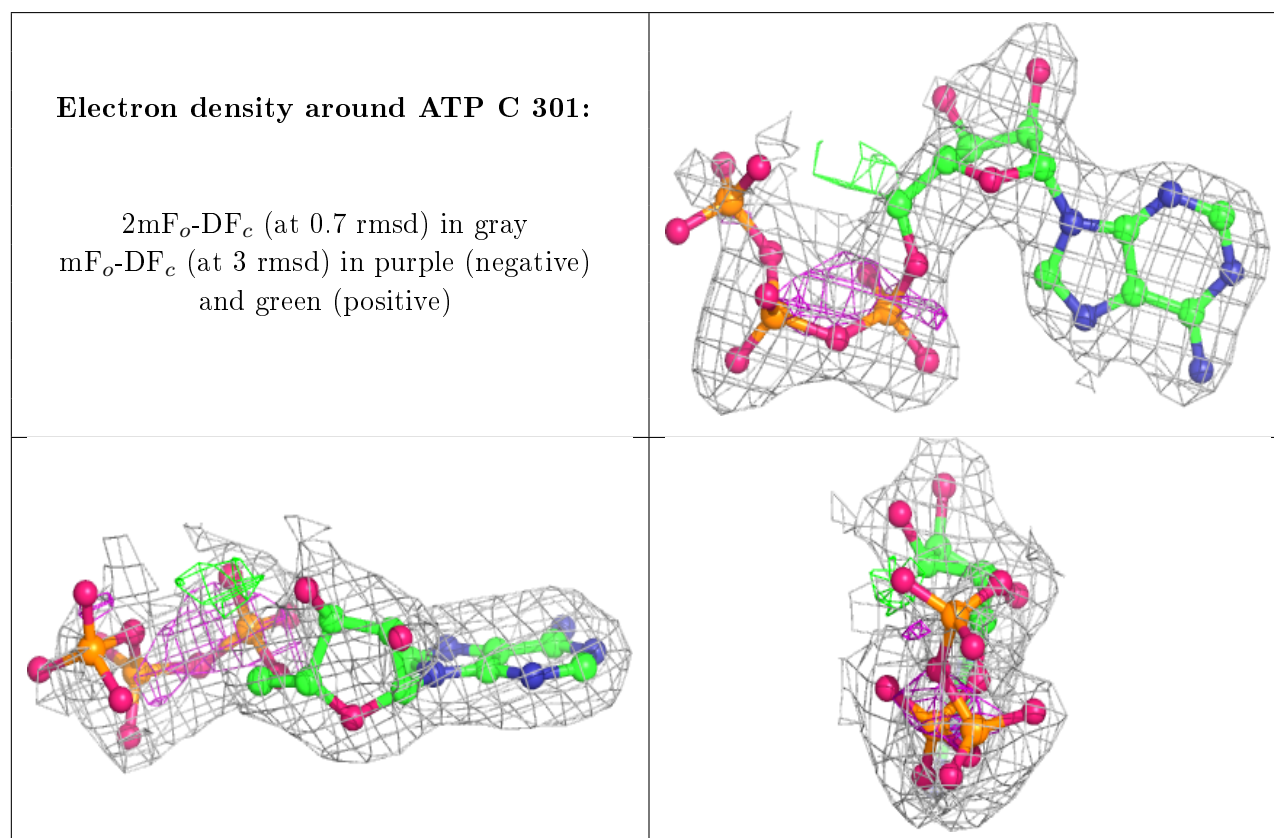 Electron density around ATP C 301:
2mFₒ-DF𝒸 (at 0.7 rmsd) in gray
mFₒ-DF𝒸 (at 3 rmsd) in purple (negative)
and green (positive)